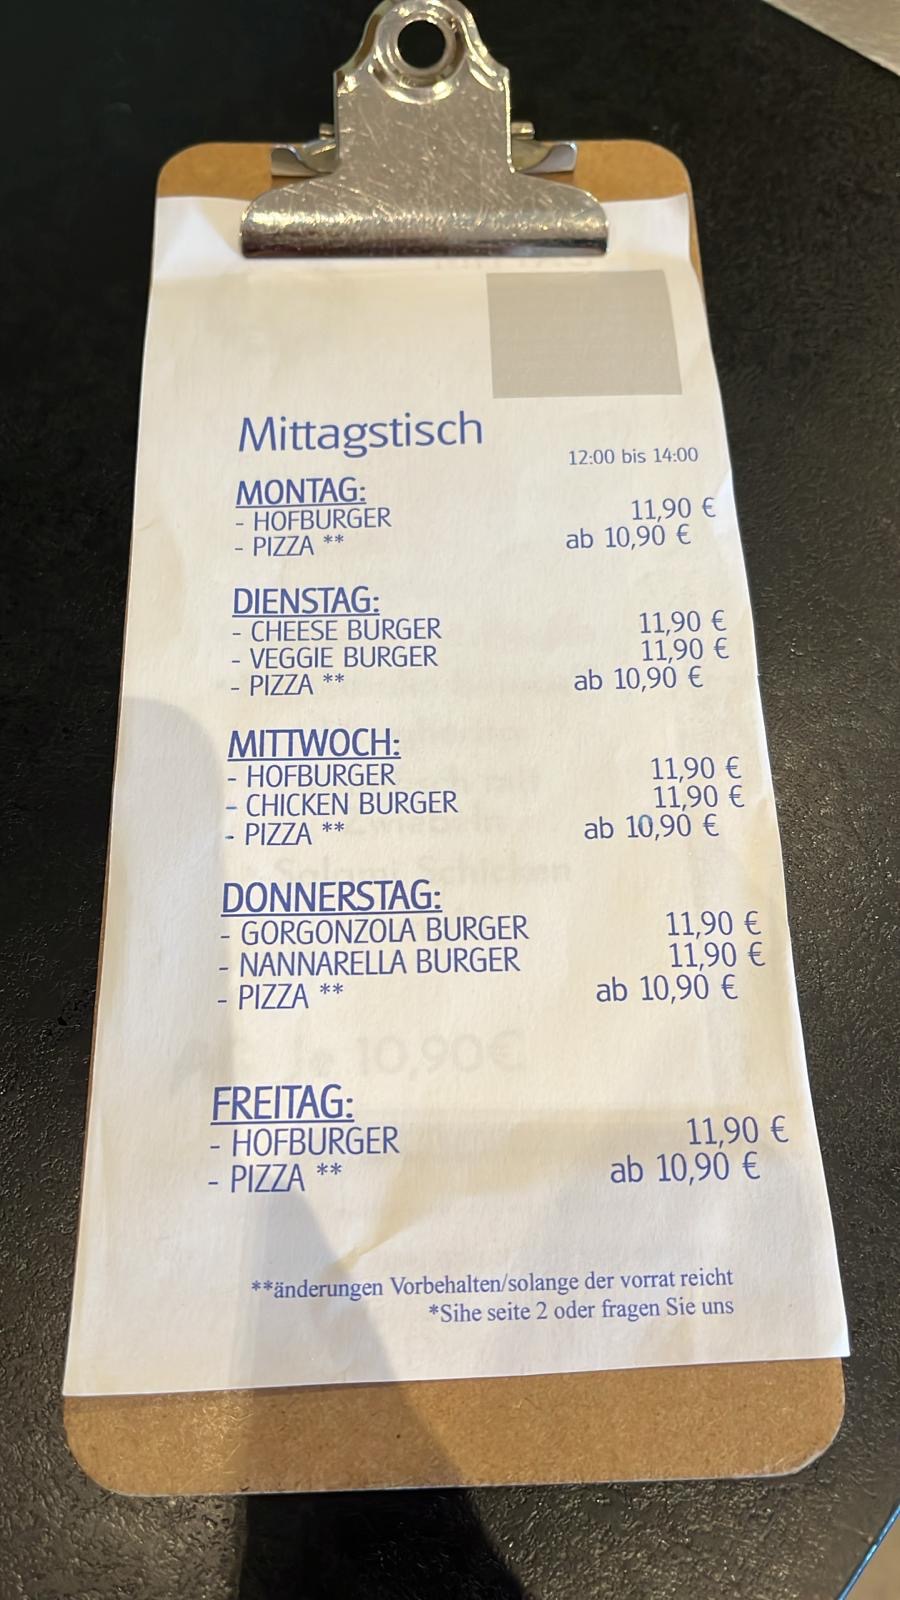 Mittagstisch
12:00 bis 14:00
MONTAG:
- HOFBURGER 11,90 €
- PIZZA ** ab 10,90 €
DIENSTAG:
- CHEESE BURGER 11,90 €
- VEGGIE BURGER 11,90 €
- PIZZA ** ab 10,90 €
MITTWOCH:
- HOFBURGER 11,90 €
- CHICKEN BURGER 11,90 €
- PIZZA ** ab 10,90 €
DONNERSTAG:
- GORGONZOLA BURGER 11,90 €
- NANNARELLA BURGER 11,90 €
- PIZZA ** ab 10,90 €
FREITAG:
- HOFBURGER 11,90 €
- PIZZA ** ab 10,90 €
**änderungen Vorbehalten/solange der vorrat reicht
*Sihe seite 2 oder fragen Sie uns